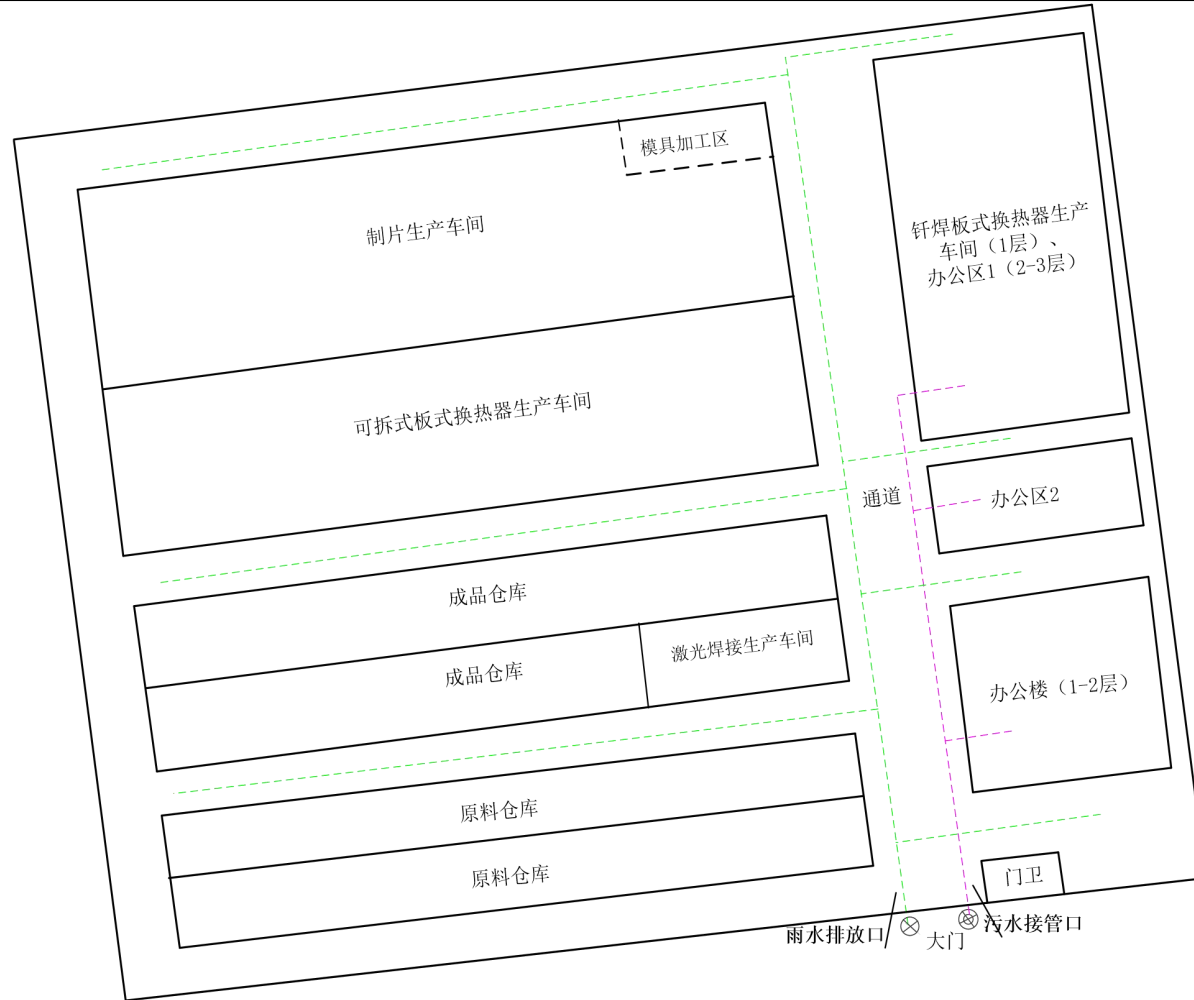 模具加工区
制片生产车间
钎焊板式换热器生产
车间（1层）、
办公区1（2-3层）
可拆式板式换热器生产车间
通道
办公区2
成品仓库
成品仓库
激光焊接生产车间
办公楼（1-2层）
原料仓库
原料仓库
门卫
雨水排放口
大门
污水接管口